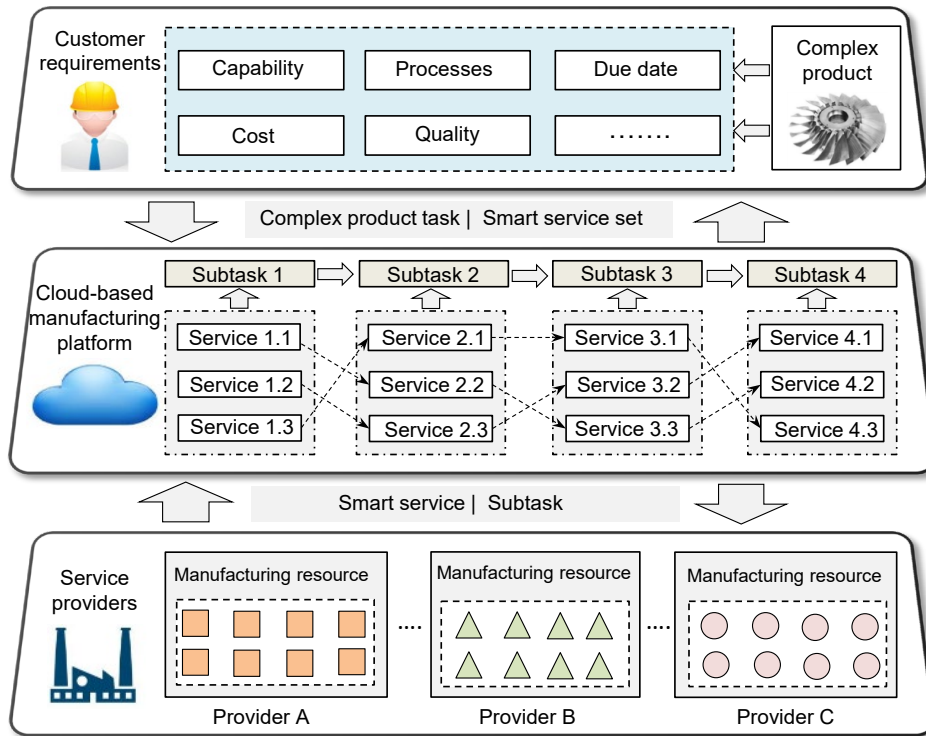 Customer
requirements
Capability
Processes
Due date
Complex
product
Cost
Quality
.......
Complex product task | Smart service set
Subtask 1
Subtask 2
Subtask 3
Subtask 4
Cloud-based
manufacturing
platform
Service 1.1
Service 2.1
Service 3.1
Service 4.1
Service 1.2
Service 2.2
Service 3.2
Service 4.2
Service 1.3
Service 2.3
Service 3.3
Service 4.3
Smart service | Subtask
Service
providers
Manufacturing resource
Manufacturing resource
Manufacturing resource
....
....
Provider A
Provider B
Provider C